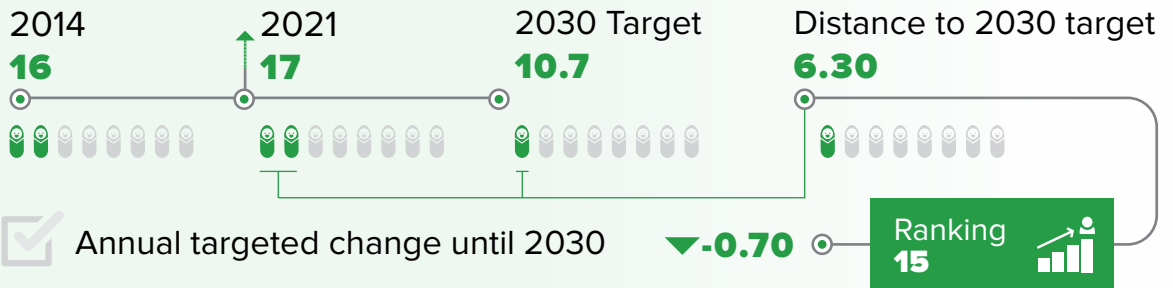 2014
16
2021
17
2030 Target
10.7
Distance to 2030 target
6.30
Annual targeted change until 2030
-0.70
Ranking
15